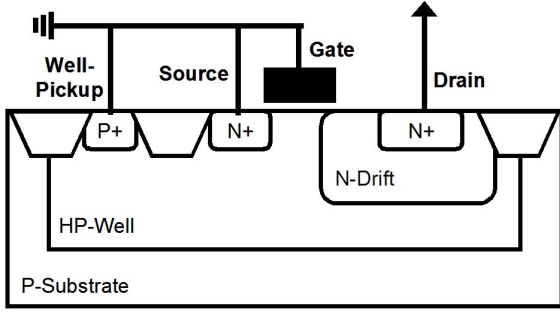 Gate
Well-
Pickup
Source
Drain
P+
N+
N+
N-Drift
HP-Well
P-Substrate